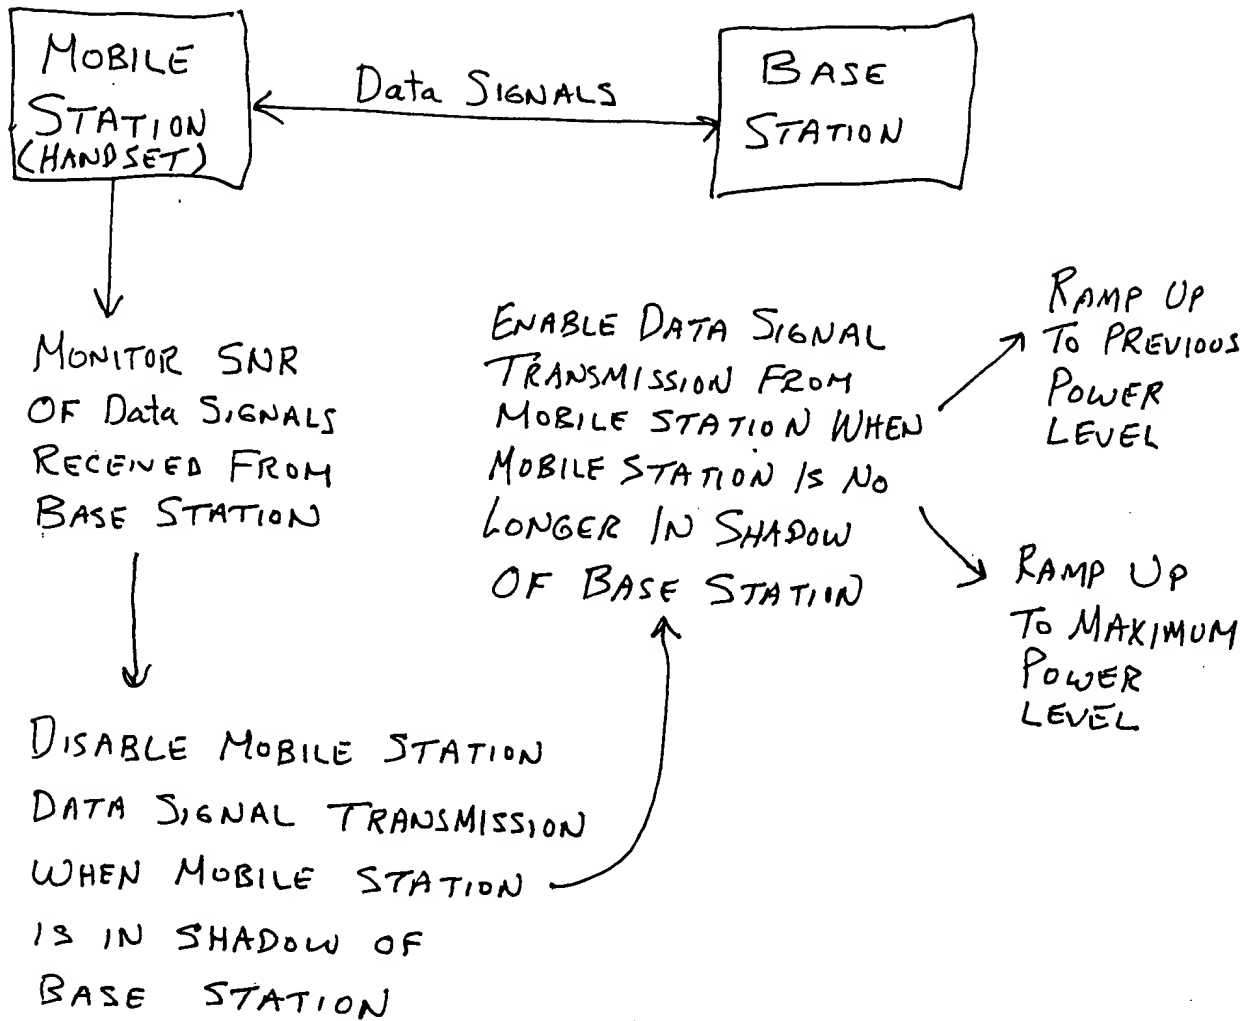 MOBILE
STATION
(HANDSET)
Data SIGNALS
BASE
STATION
MONITOR SNR
OF Data SIGNALS
RECEIVED FROM
BASE STATION
DISABLE MOBILE STATION
DATA SIGNAL TRANSMISSION
WHEN MOBILE STATION
IS IN SHADOW OF
BASE STATION
ENABLE DATA SIGNAL
TRANSMISSION FROM
MOBILE STATION WHEN
MOBILE STATION IS NO
LONGER IN SHADOW
OF BASE STATION
RAMP UP
TO PREVIOUS
POWER
LEVEL
RAMP UP
TO MAXIMUM
POWER
LEVEL